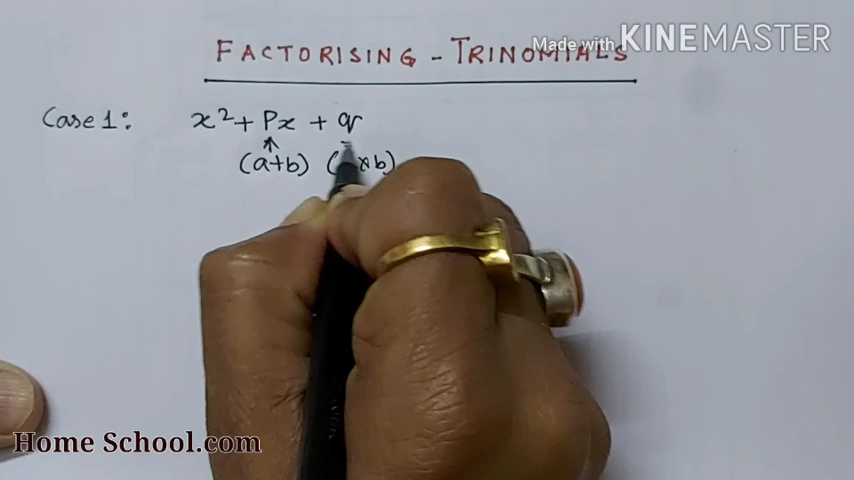 FACTORISING - TRINOMIALS
Made with KINEMASTER
Case 1: x² + Px + q
(a+b) ( × b)
Home School.com